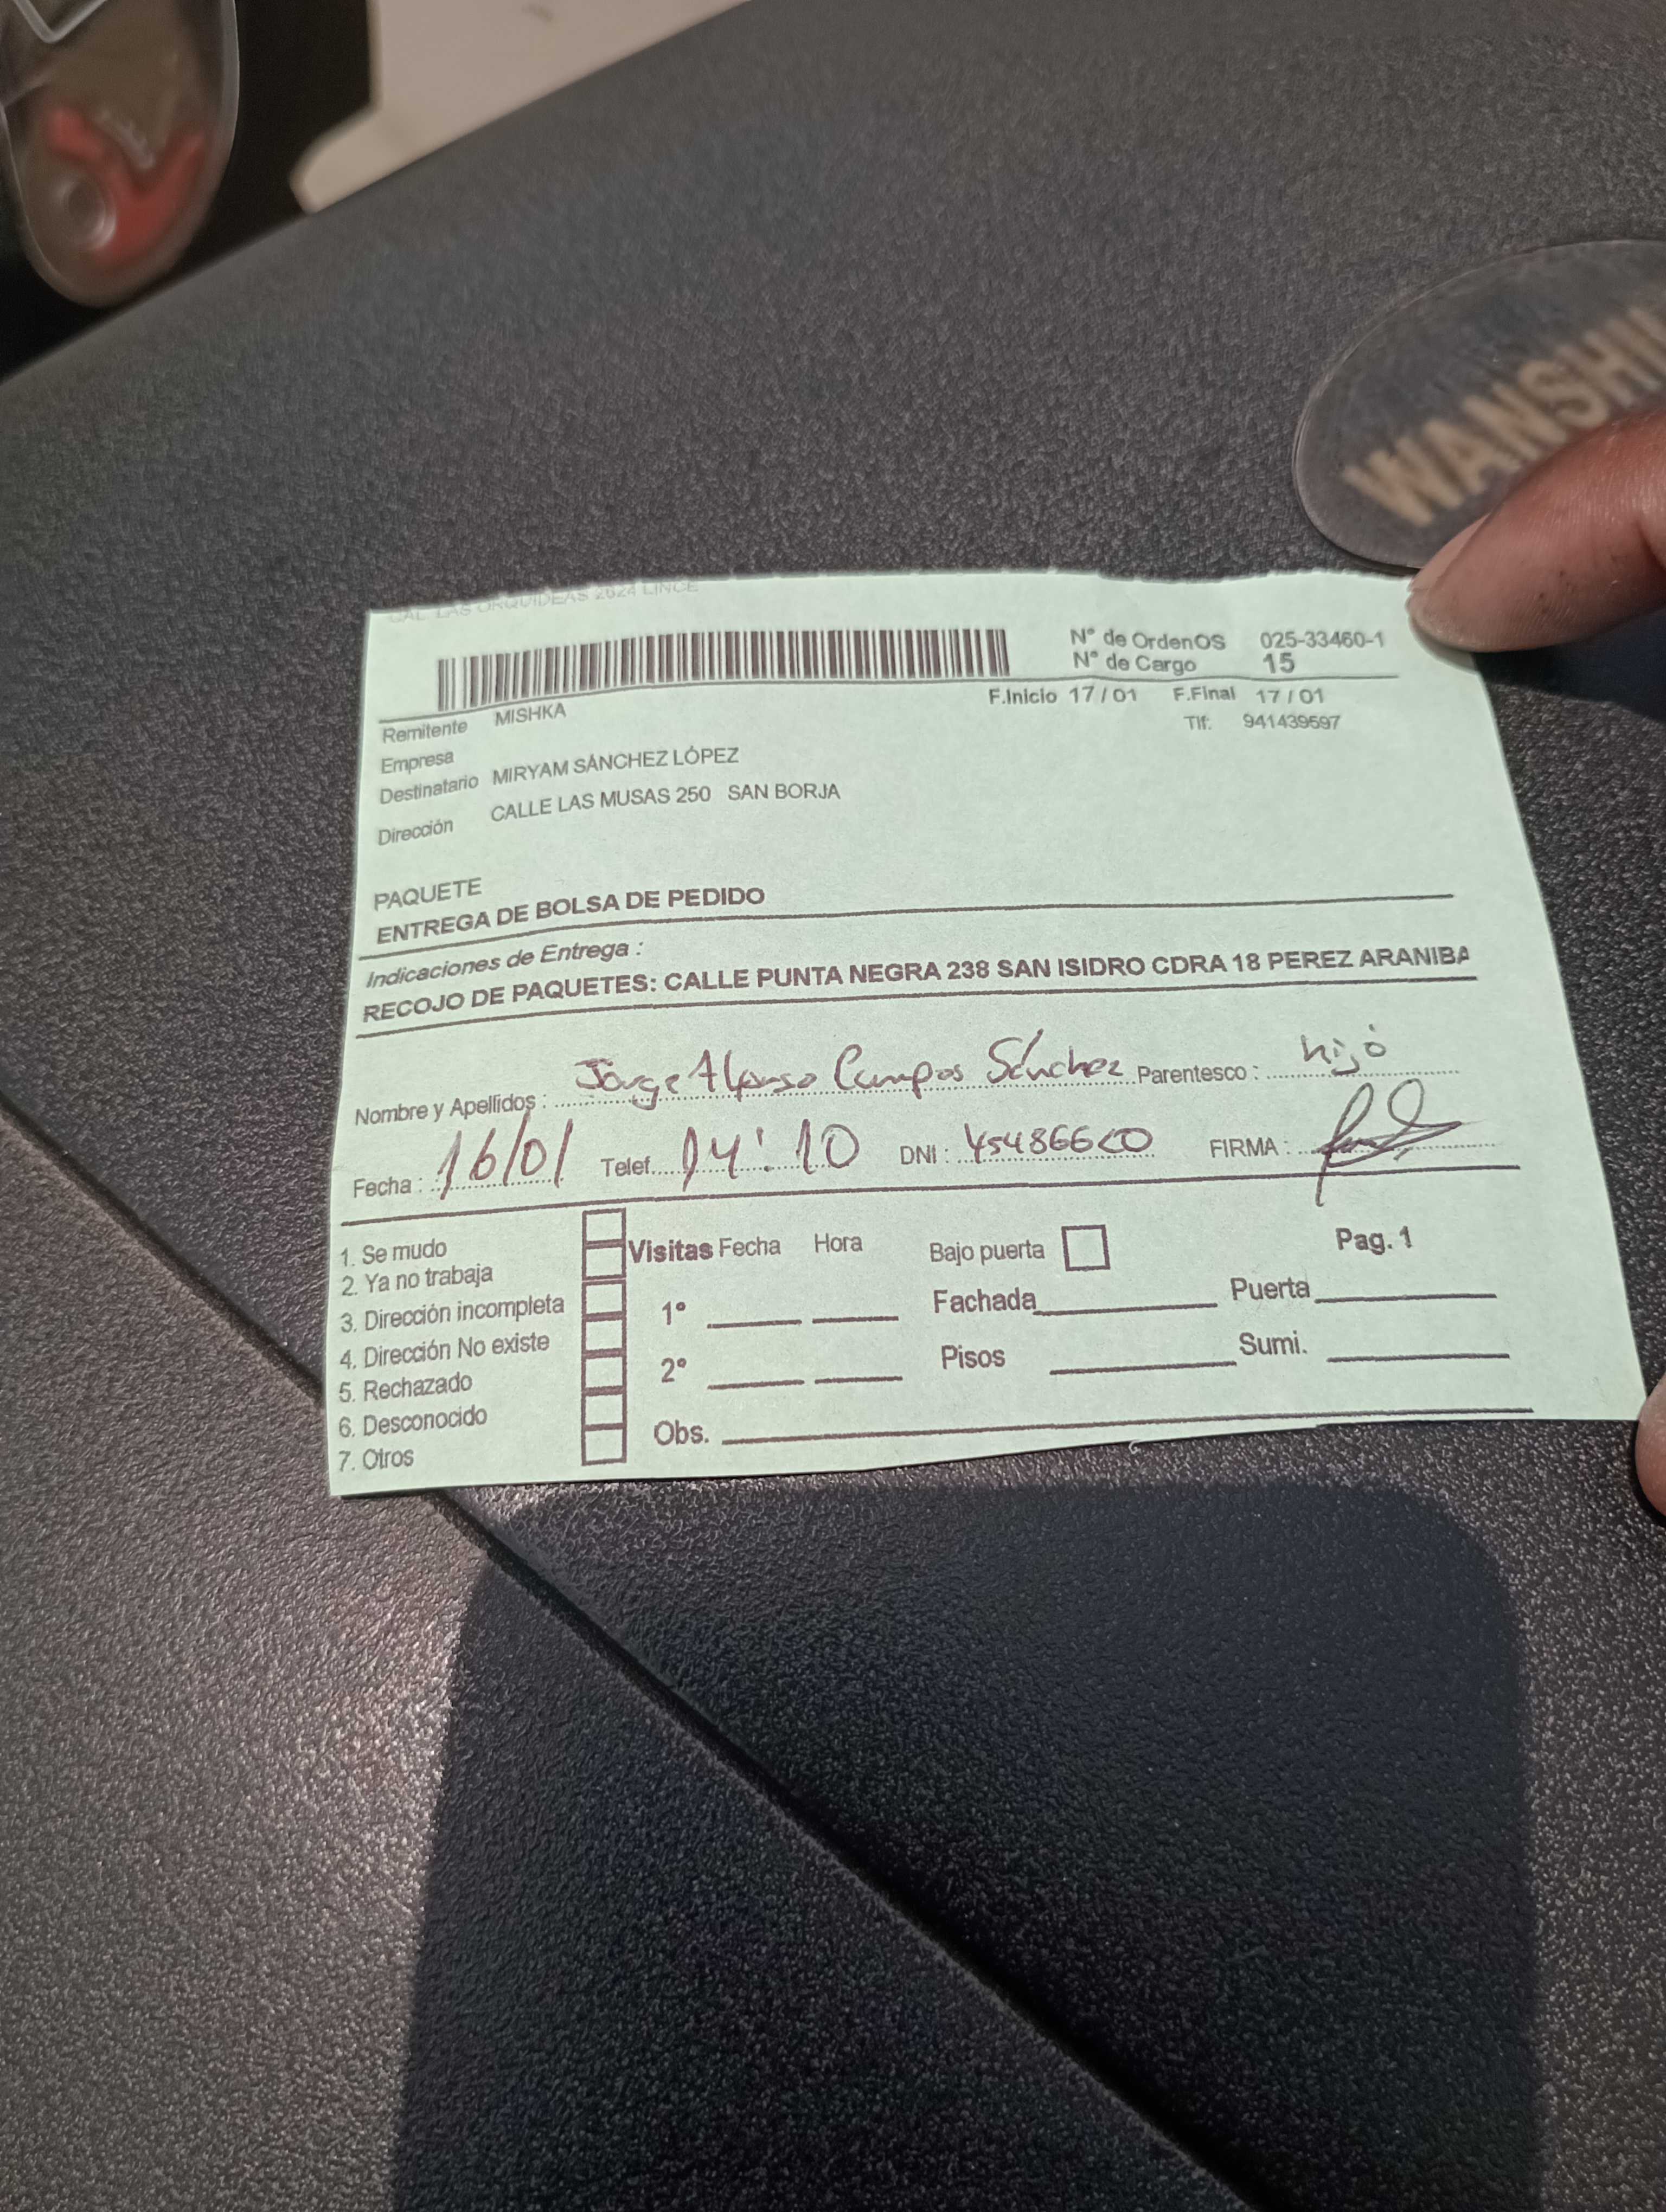 CAL LAS ORQUIDEAS 2624 LINCE
N° de OrdenOS 025-33460-1
N° de Cargo 15
F.Inicio 17/01 F.Final 17/01
Remitente MISHKA
Tlf: 941439597
Empresa
Destinatario MIRYAM SÁNCHEZ LÓPEZ
Dirección CALLE LAS MUSAS 250 SAN BORJA
PAQUETE
ENTREGA DE BOLSA DE PEDIDO
Indicaciones de Entrega :
RECOJO DE PAQUETES: CALLE PUNTA NEGRA 238 SAN ISIDRO CDRA 18 PEREZ ARANIBA
Nombre y Apellidos : Jorge Alfonso Campos Sánchez Parentesco : hijo
Fecha : 16/01 Telef. 14:10 DNI : FIRMA :
1. Se mudo
2. Ya no trabaja
3. Dirección incompleta
4. Dirección No existe
5. Rechazado
6. Desconocido
7. Otros
Visitas Fecha Hora Bajo puerta Pag. 1
1° Fachada Puerta
2° Pisos Sumi.
Obs.
WANSHI